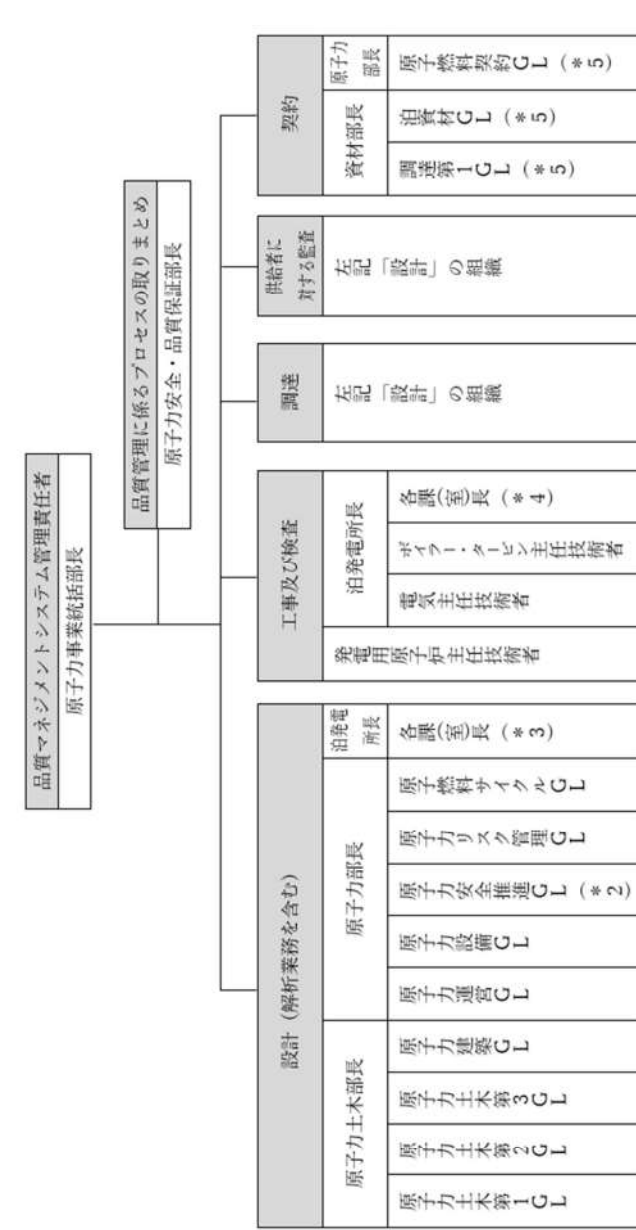 品質マネジメントシステム管理責任者
原子力事業統括部長
品質管理に係るプロセスの取りまとめ
原子力安全・品質保証部長
設計（解析業務を含む）
原子力土木部長
原子力土木第1GL
原子力土木第2GL
原子力土木第3GL
原子力建築GL
原子力部長
原子力運営GL
原子力設備GL
原子力安全推進GL（*2）
原子力リスク管理GL
原子燃料サイクルGL
泊発電
所長
各課(室)長（*3）
工事及び検査
発電用原子炉主任技術者
泊発電所長
電気主任技術者
ボイラー・タービン主任技術者
各課(室)長（*4）
調達
左記「設計」の組織
供給者に
対する監査
左記「設計」の組織
契約
資材部長
調達第1GL（*5）
泊資材GL（*5）
原子力
部長
原子燃料契約GL（*5）